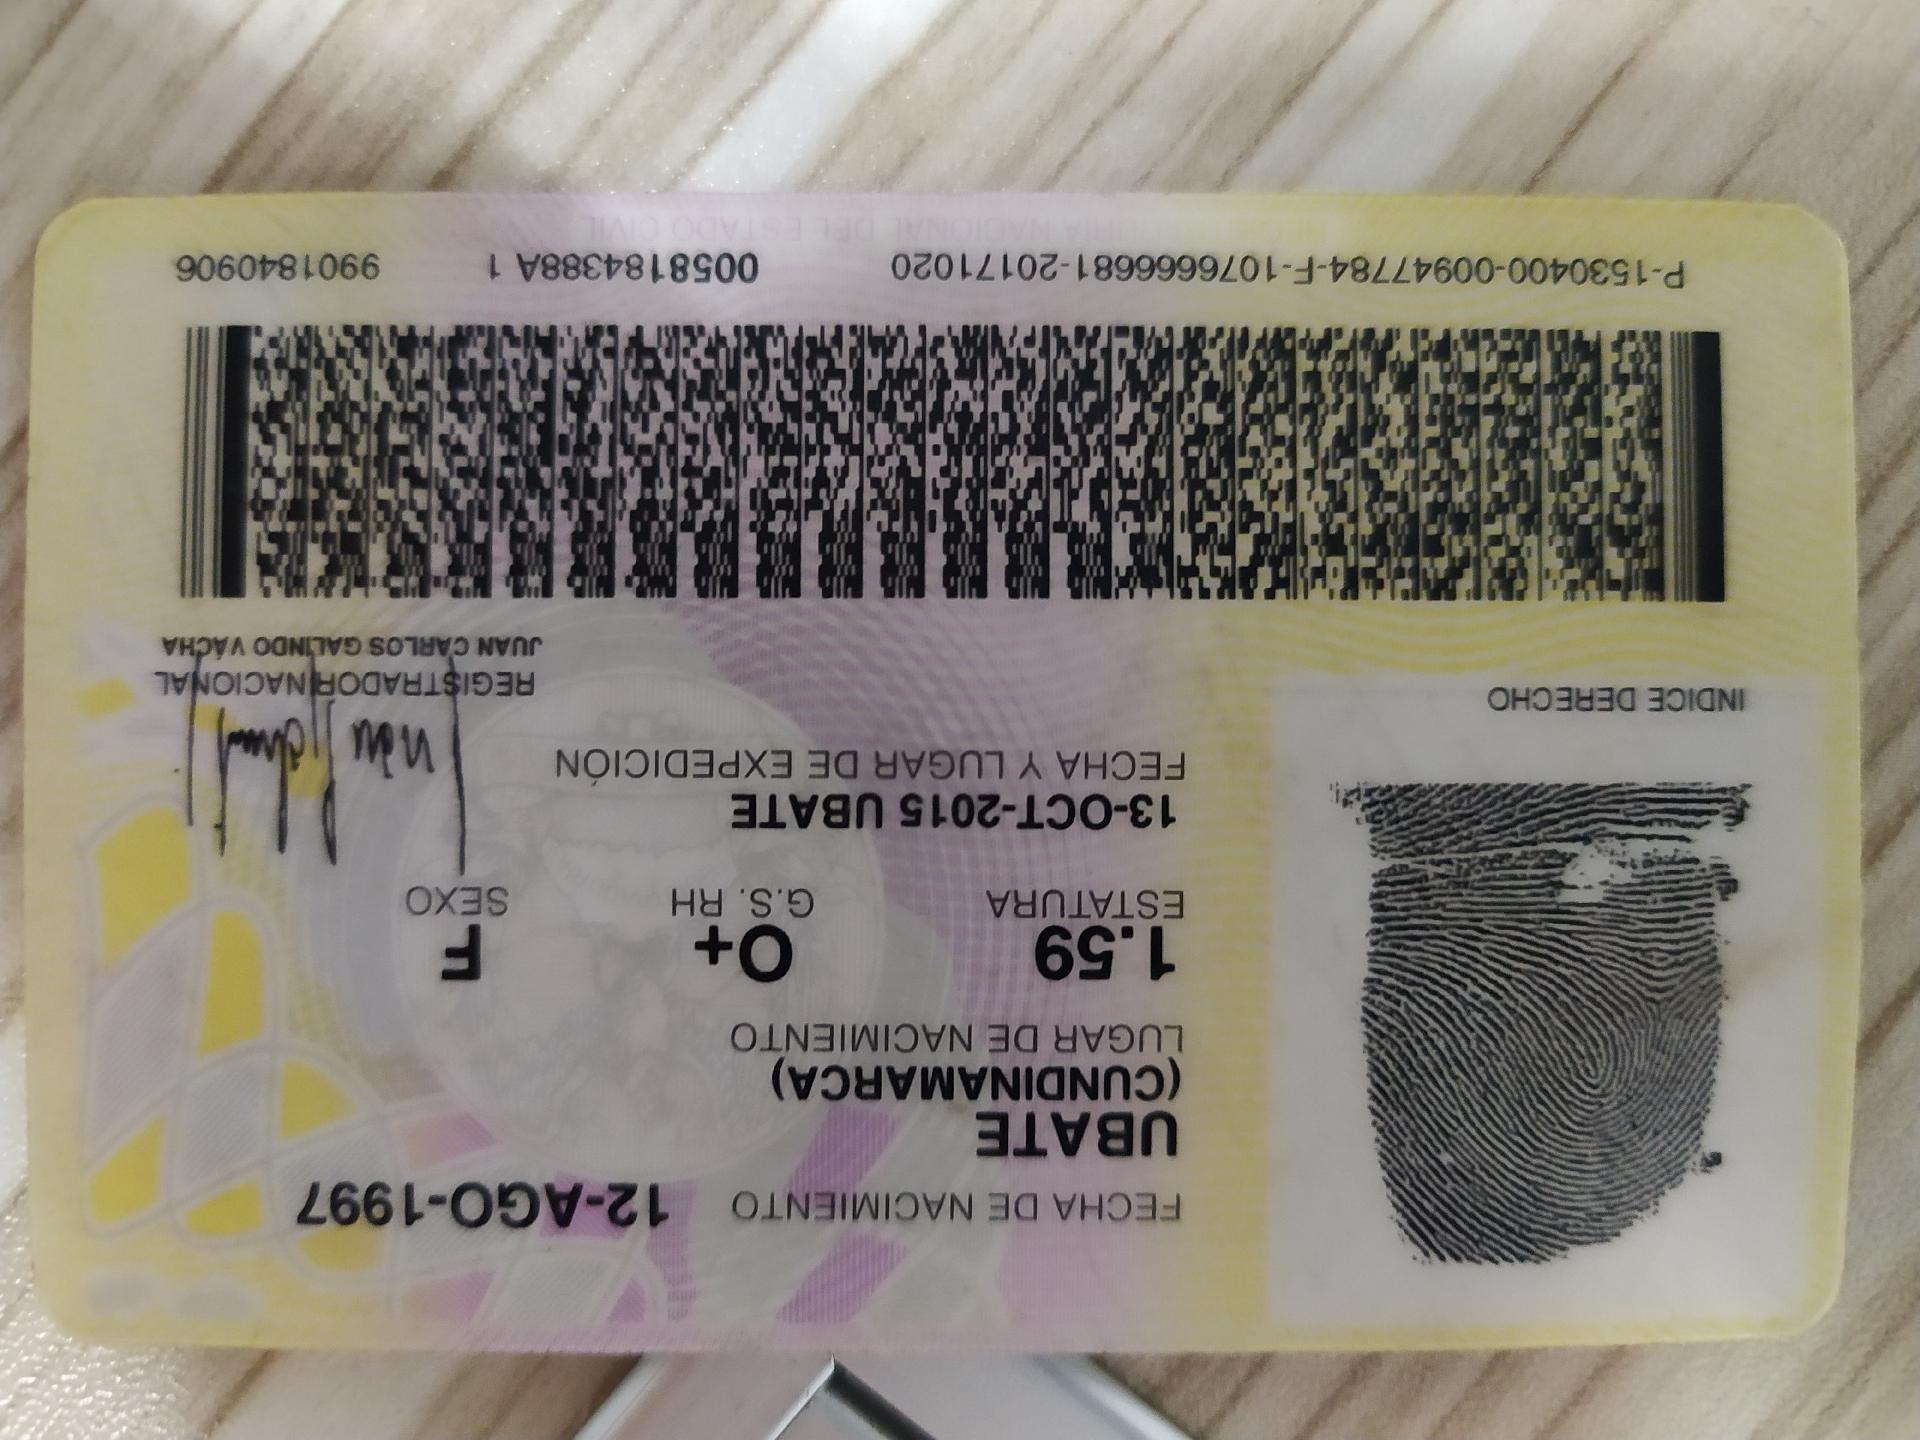 FECHA DE NACIMIENTO 12-AGO-1997
UBATE
(CUNDINAMARCA)
LUGAR DE NACIMIENTO
1.59 O+ F
ESTATURA G.S. RH SEXO
13-OCT-2015 UBATE
FECHA Y LUGAR DE EXPEDICIÓN
INDICE DERECHO
REGISTRADOR NACIONAL
JUAN CARLOS GALINDO VÁCHA
P-1530400-00947784-F-1076666681-20171020 0058184388A 1 9901840906
REGISTRADURIA NACIONAL DEL ESTADO CIVIL